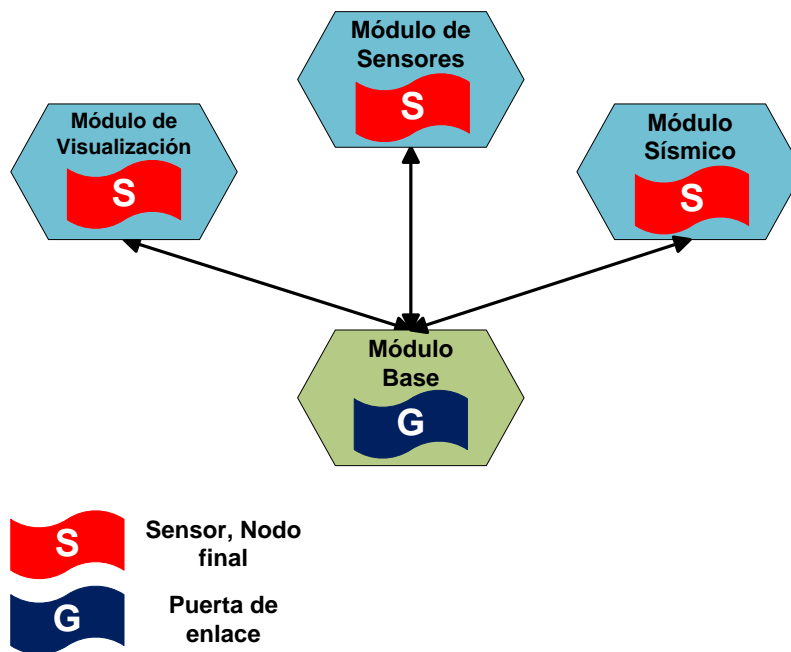 Módulo de
Sensores
S
Módulo de
Visualización
S
Módulo
Sísmico
S
Módulo
Base
G
S
Sensor, Nodo
final
G
Puerta de
enlace